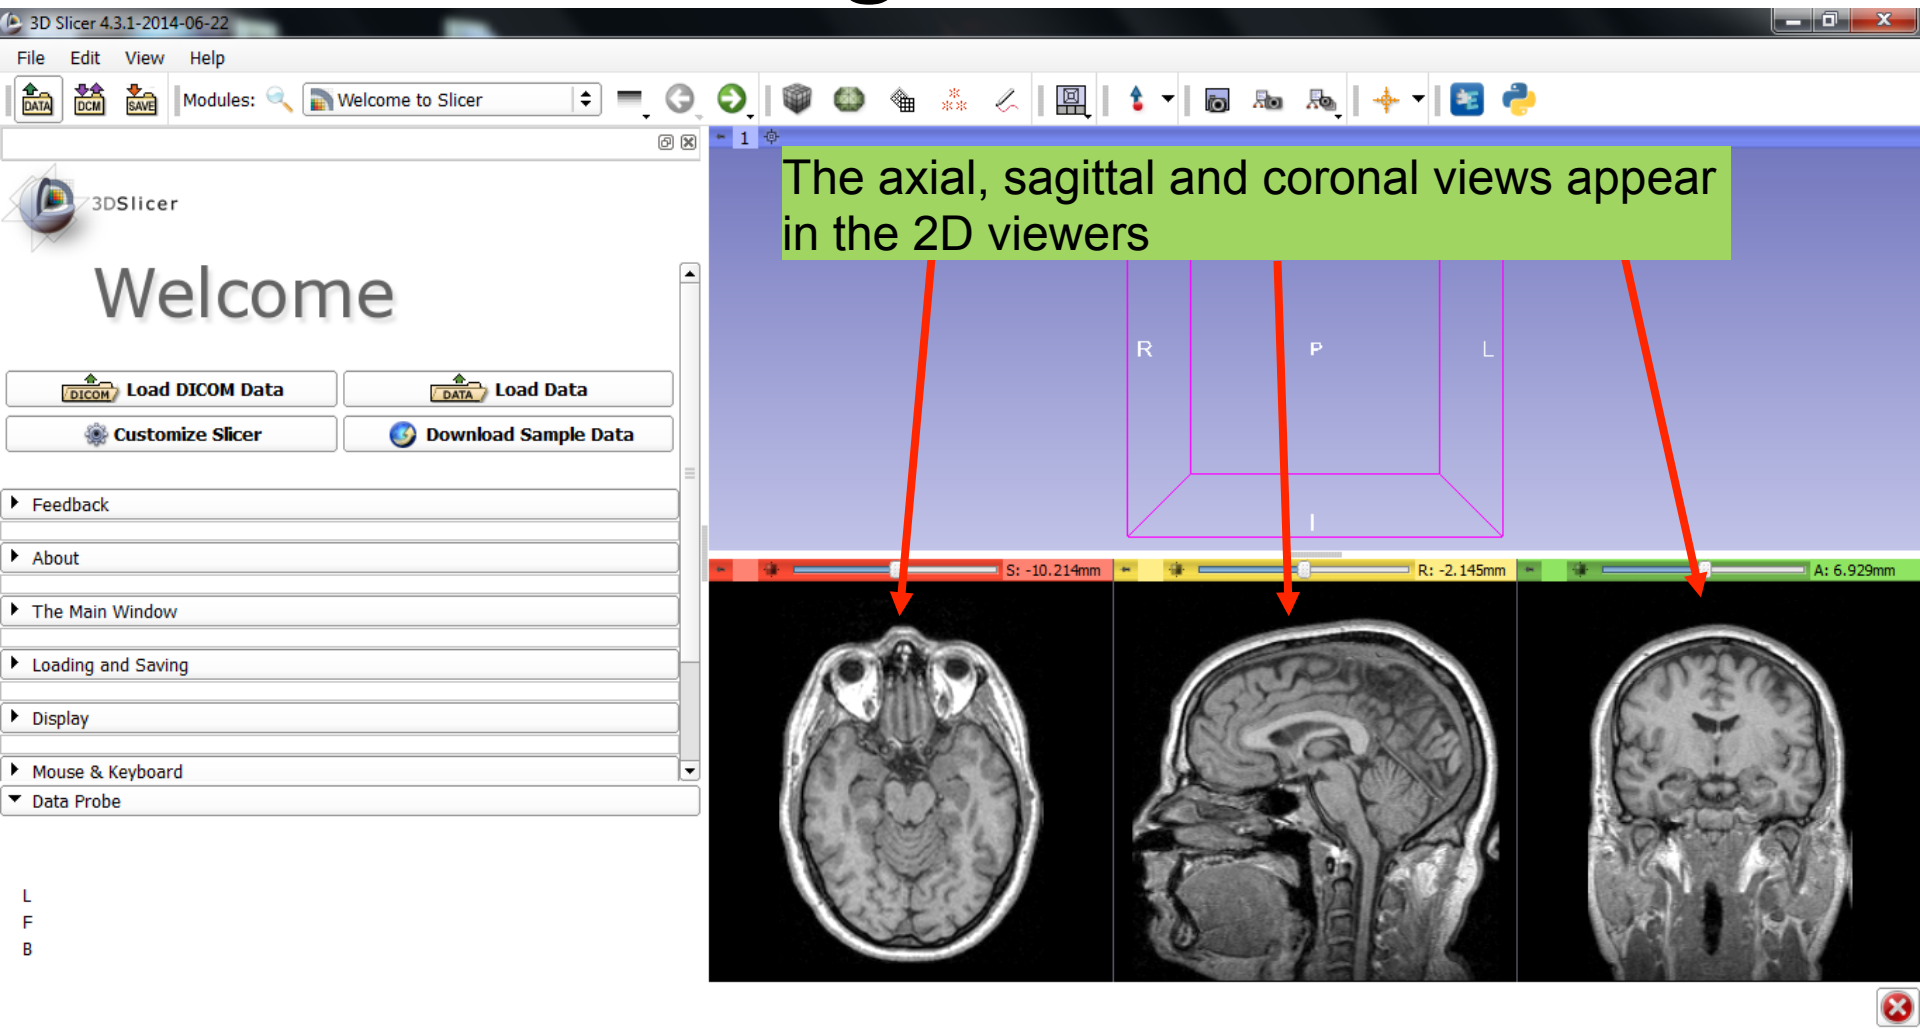 3D Slicer 4.3.1-2014-06-22
File Edit View Help
DATA DCM SAVE Modules: Welcome to Slicer
1
The axial, sagittal and coronal views appear
in the 2D viewers
3DSlicer
Welcome
DICOM Load DICOM Data DATA Load Data
Customize Slicer Download Sample Data
Feedback
About
The Main Window
Loading and Saving
Display
Mouse & Keyboard
Data Probe
L
F
B
R P L
I
S: -10.214mm R: -2.145mm A: 6.929mm